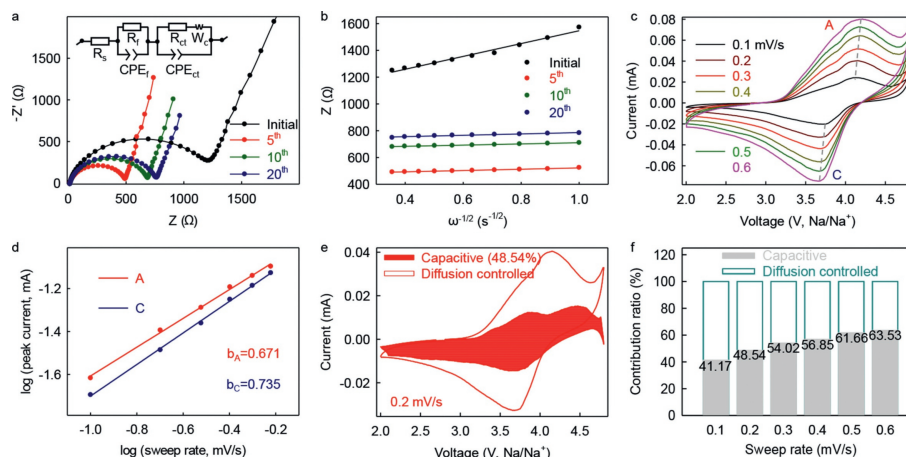 a
R_f
R_ct
W_c
R_s
CPE_f
CPE_ct
-Z' (Ω)
2000
1500
1000
500
0
Initial
5th
10th
20th
0 500 1000 1500
Z (Ω)
b
Z (Ω)
1600
1400
1200
1000
800
600
400
Initial
5th
10th
20th
0.4 0.6 0.8 1.0
ω-1/2 (s-1/2)
c
Current (mA)
0.08
0.06
0.04
0.02
0.00
-0.02
-0.04
-0.06
A
0.1 mV/s
0.2
0.3
0.4
0.5
0.6
C
2.0 2.5 3.0 3.5 4.0 4.5
Voltage (V, Na/Na+)
d
log (peak current, mA)
-1.2
-1.6
A
C
b_A=0.671
b_C=0.735
-1.0 -0.8 -0.6 -0.4 -0.2
log (sweep rate, mV/s)
e
Current (mA)
0.04
0.02
0.00
-0.02
Capacitive (48.54%)
Diffusion controlled
0.2 mV/s
2.0 2.5 3.0 3.5 4.0 4.5
Voltage (V, Na/Na+)
f
Contribution ratio (%)
140
120
100
80
60
40
20
0
Capacitive
Diffusion controlled
41.17
48.54
54.02
56.85
61.66
63.53
0.1 0.2 0.3 0.4 0.5 0.6
Sweep rate (mV/s)